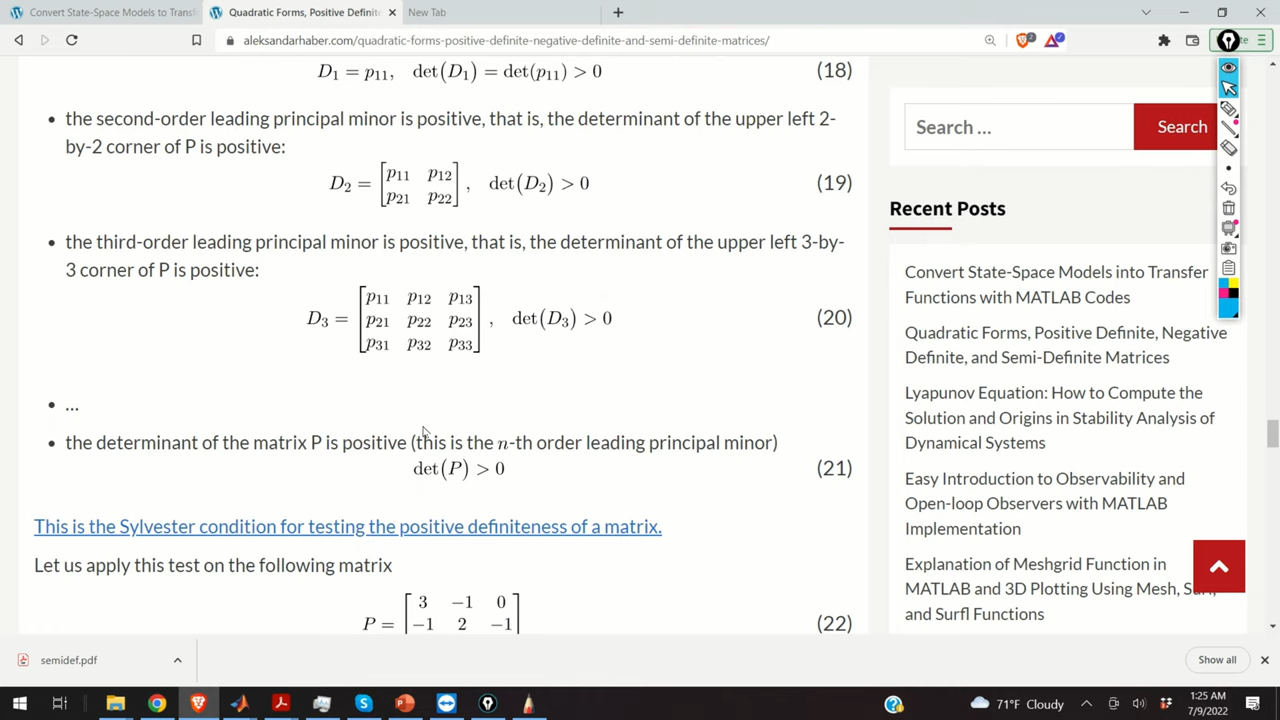 Convert State-Space Models to Transf
Quadratic Forms, Positive Definite
New Tab
aleksandarhaber.com/quadratic-forms-positive-definite-negative-definite-and-semi-definite-matrices/
D₁ = p₁₁, det(D₁) = det(p₁₁) > 0 (18)
• the second-order leading principal minor is positive, that is, the determinant of the upper left 2-
by-2 corner of P is positive:
D₂ = [p₁₁ p₁₂
p₂₁ p₂₂], det(D₂) > 0 (19)
• the third-order leading principal minor is positive, that is, the determinant of the upper left 3-by-
3 corner of P is positive:
D₃ = [p₁₁ p₁₂ p₁₃
p₂₁ p₂₂ p₂₃
p₃₁ p₃₂ p₃₃], det(D₃) > 0 (20)
• ...
• the determinant of the matrix P is positive (this is the n-th order leading principal minor)
det(P) > 0 (21)
This is the Sylvester condition for testing the positive definiteness of a matrix.
Let us apply this test on the following matrix
P = [3 −1 0
−1 2 −1 (22)
Search …
Search
Recent Posts
Convert State-Space Models into Transfer
Functions with MATLAB Codes
Quadratic Forms, Positive Definite, Negative
Definite, and Semi-Definite Matrices
Lyapunov Equation: How to Compute the
Solution and Origins in Stability Analysis of
Dynamical Systems
Easy Introduction to Observability and
Open-loop Observers with MATLAB
Implementation
Explanation of Meshgrid Function in
MATLAB and 3D Plotting Using Mesh, Surf,
and Surfl Functions
semidef.pdf
Show all
71°F Cloudy
1:25 AM
7/9/2022